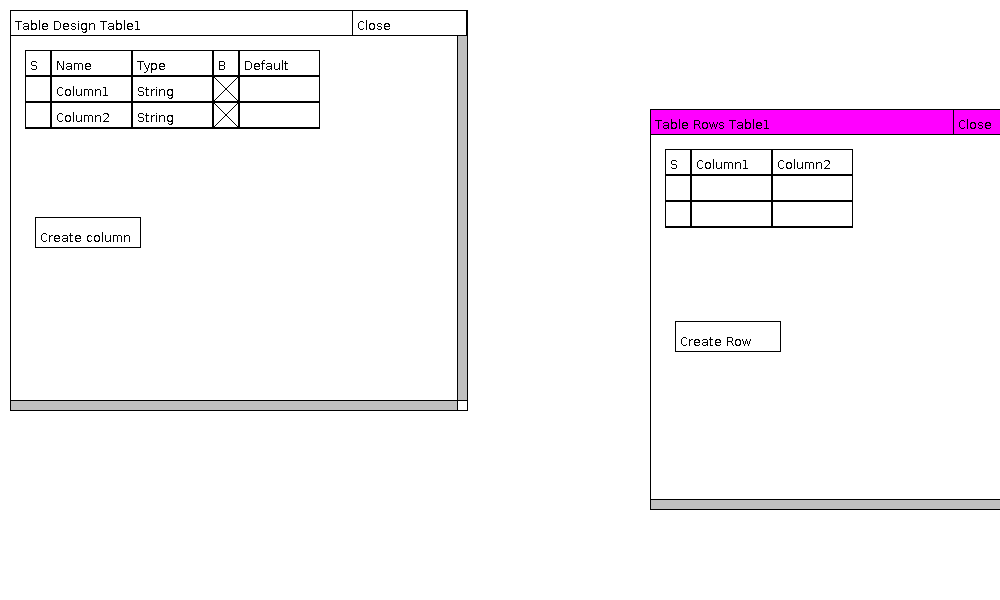 Table Design Table1 Close
S Name Type B Default
Column1 String
Column2 String
Create column
Table Rows Table1 Close
S Column1 Column2
Create Row